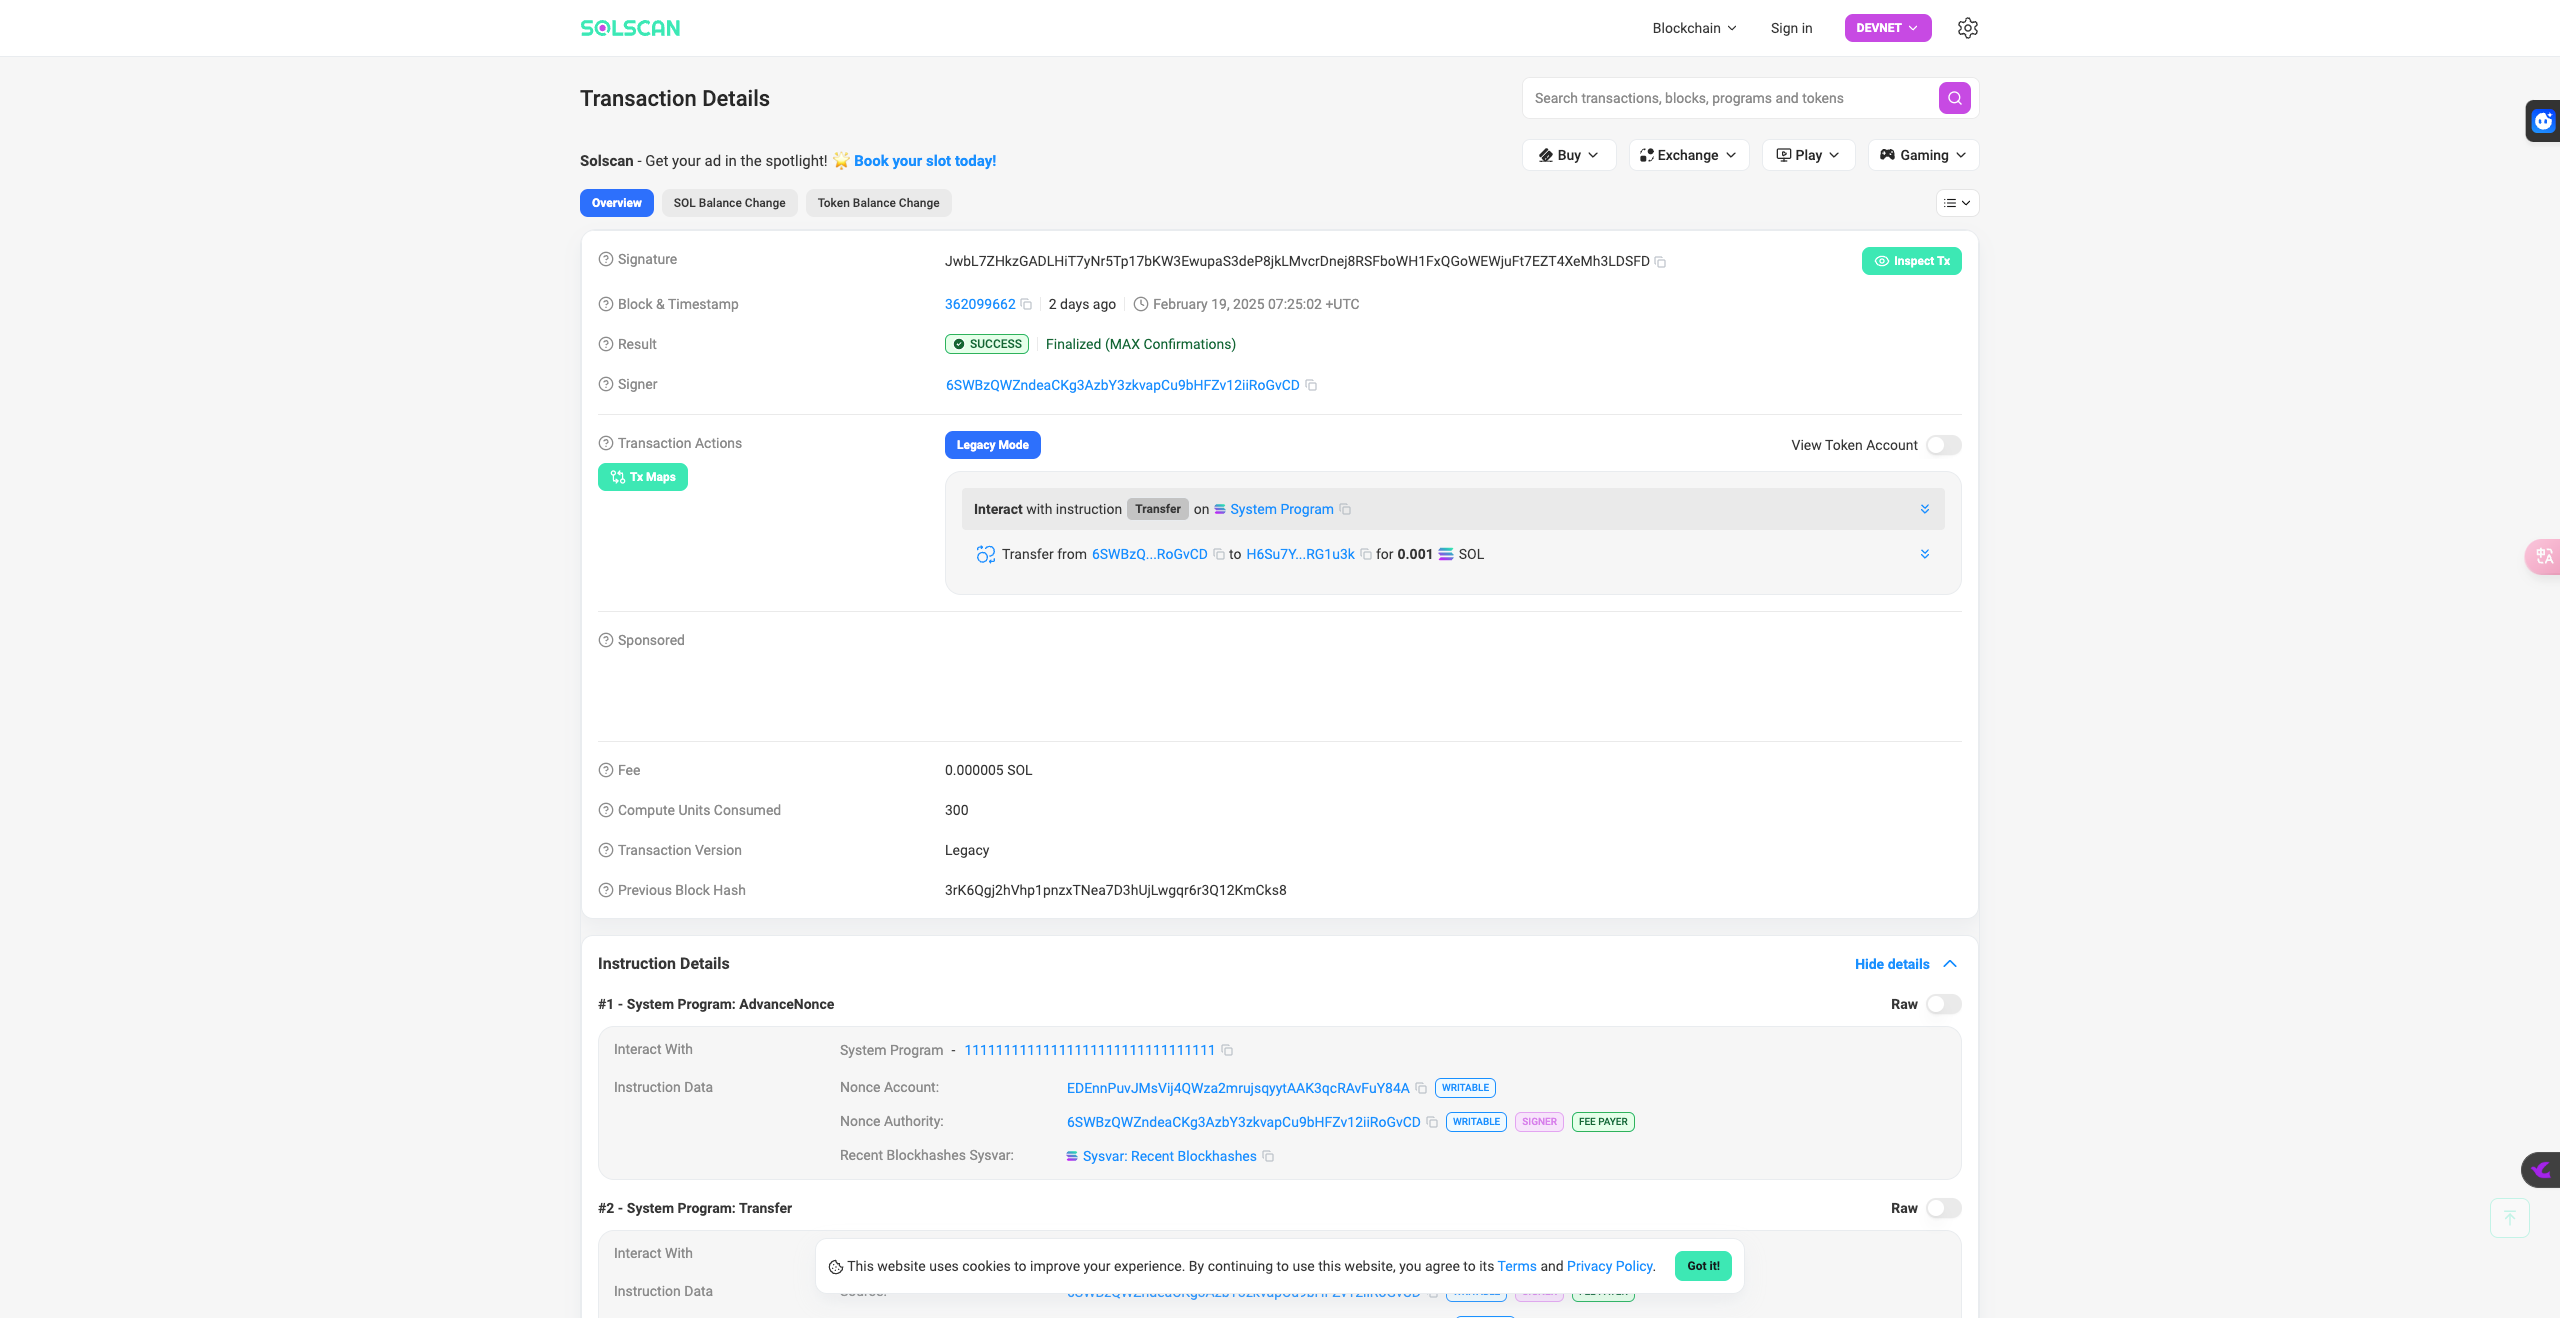 SOLSCAN
Blockchain Sign in DEVNET
Transaction Details
Search transactions, blocks, programs and tokens
Solscan - Get your ad in the spotlight! Book your slot today!
Buy Exchange Play Gaming
Overview SOL Balance Change Token Balance Change
Signature JwbL7ZHkzGADLHiT7yNr5Tp17bKW3EwupaS3deP8jkLMvcrDnej8RSFboWH1FxQGoWEWjuFt7EZT4XeMh3LDSFD Inspect Tx
Block & Timestamp 362099662 2 days ago February 19, 2025 07:25:02 +UTC
Result SUCCESS Finalized (MAX Confirmations)
Signer 6SWBzQWZndeaCKg3AzbY3zkvapCu9bHFZv12iiRoGvCD
Transaction Actions Legacy Mode View Token Account
Tx Maps
Interact with instruction Transfer on System Program
Transfer from 6SWBzQ...RoGvCD to H6Su7Y...RG1u3k for 0.001 SOL
Sponsored
Fee 0.000005 SOL
Compute Units Consumed 300
Transaction Version Legacy
Previous Block Hash 3rK6Qgj2hVhp1pnzxTNea7D3hUjLwgqr6r3Q12KmCks8
Instruction Details Hide details
#1 - System Program: AdvanceNonce Raw
Interact With System Program - 11111111111111111111111111111111
Instruction Data Nonce Account: EDEnnPuvJMsVij4QWza2mrujsqyytAAK3qcRAvFuY84A WRITABLE
Nonce Authority: 6SWBzQWZndeaCKg3AzbY3zkvapCu9bHFZv12iiRoGvCD WRITABLE SIGNER FEE PAYER
Recent Blockhashes Sysvar: Sysvar: Recent Blockhashes
#2 - System Program: Transfer Raw
Interact With
This website uses cookies to improve your experience. By continuing to use this website, you agree to its Terms and Privacy Policy. Got it!
Instruction Data